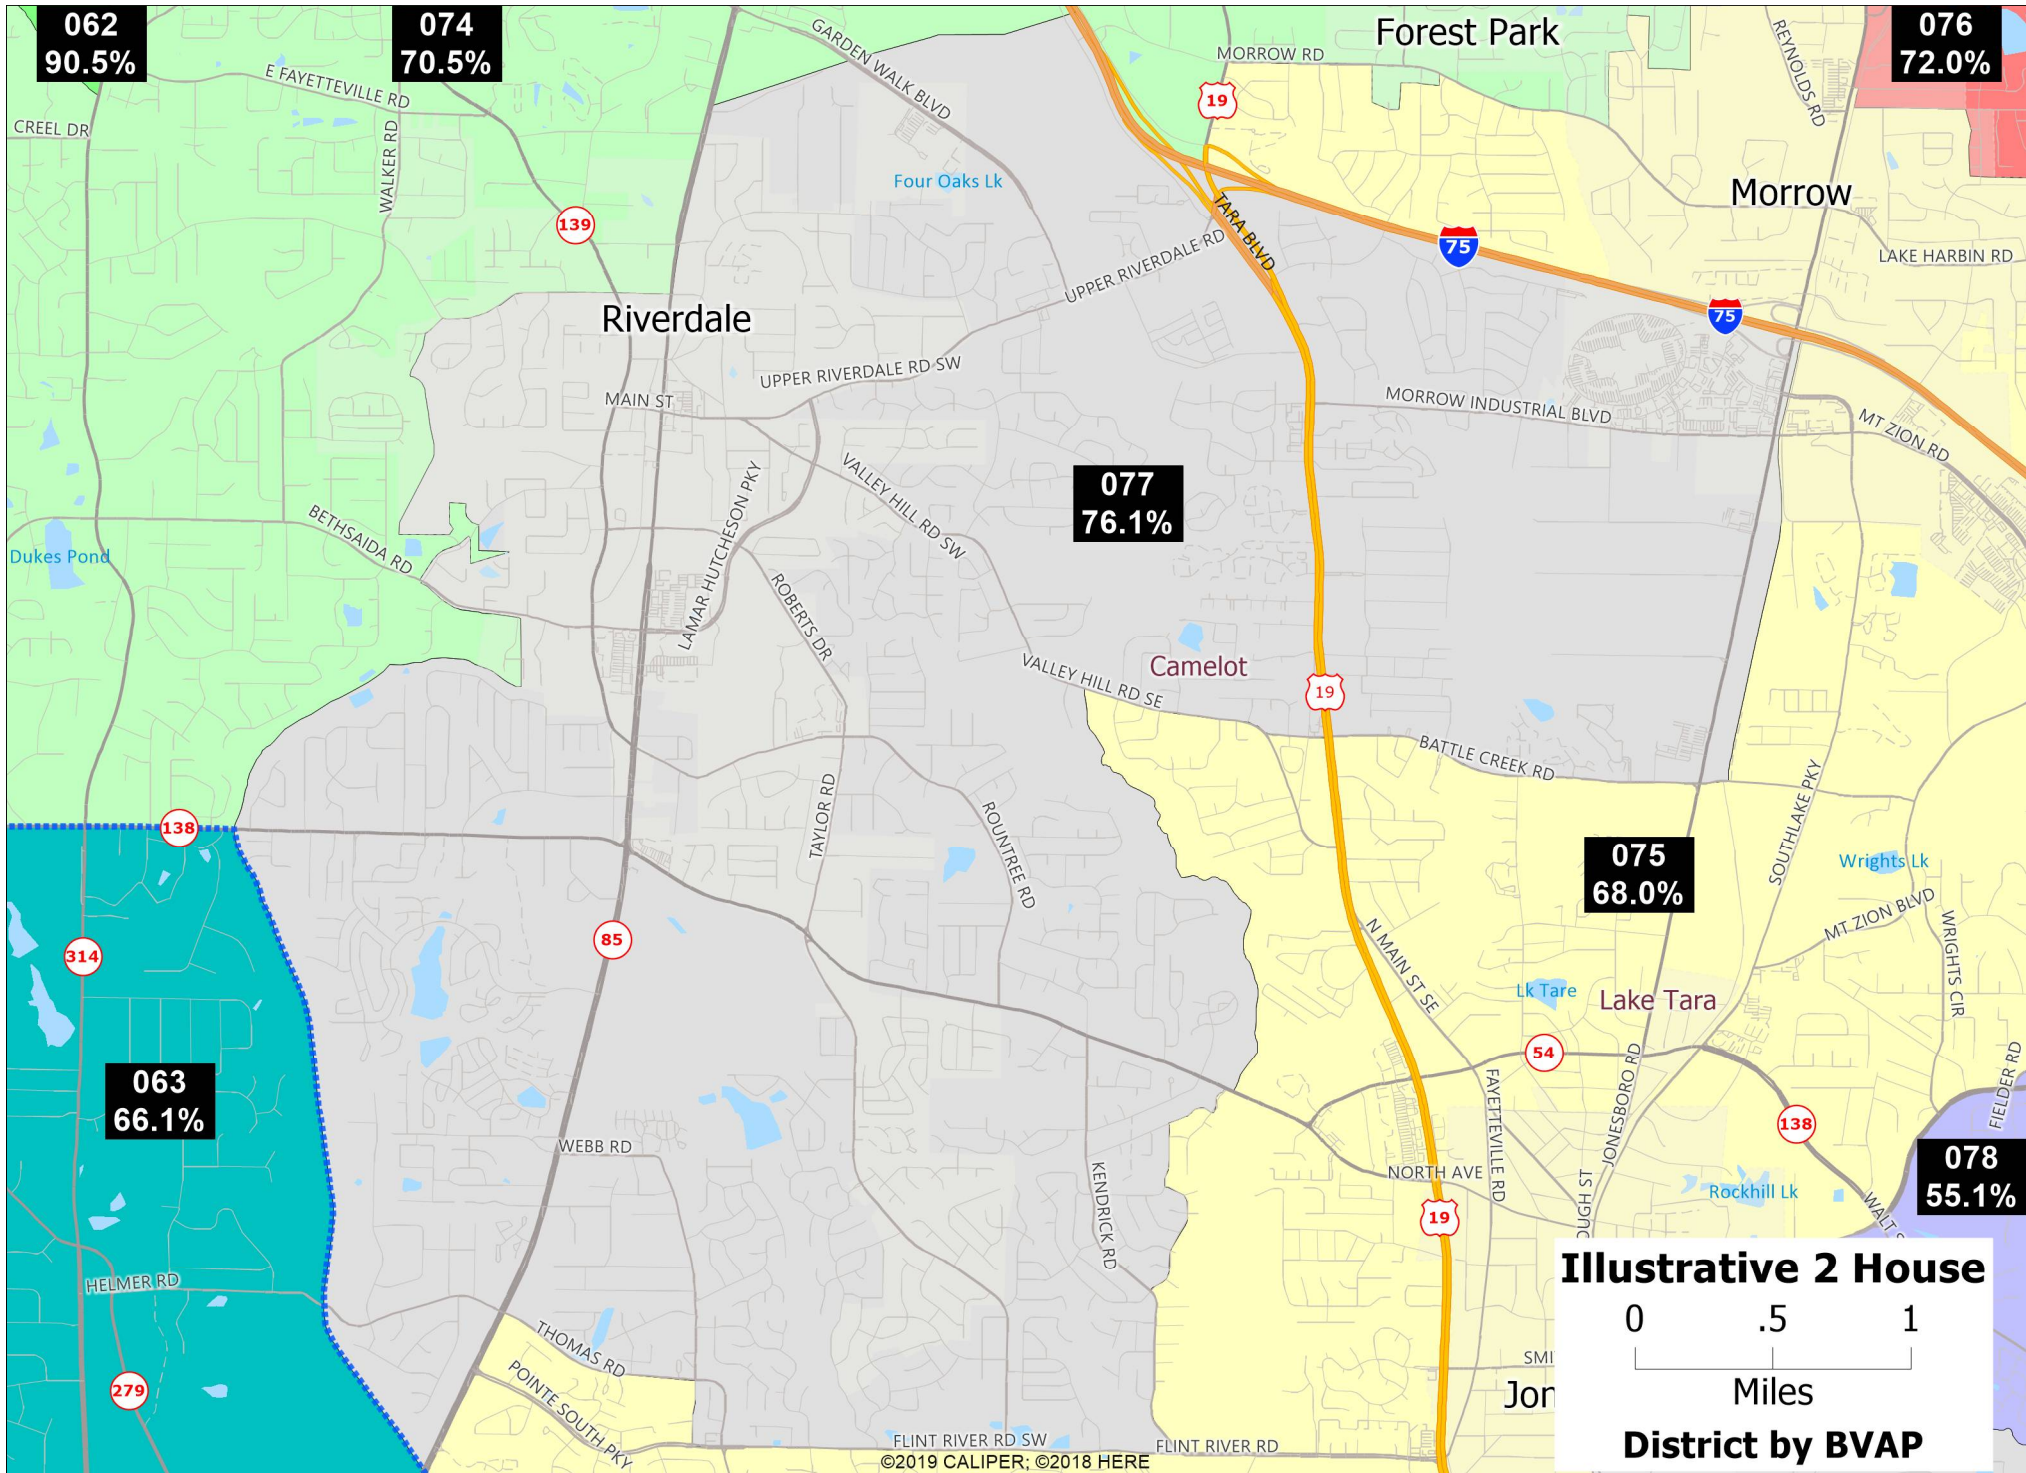 062
90.5%
074
70.5%
GARDEN WALK BLVD
Forest Park
MORROW RD
REYNOLDS RD
076
72.0%
E FAYETTEVILLE RD
CREEL DR
WALKER RD
19
139
Four Oaks Lk
Morrow
TARA BLVD
UPPER RIVERDALE RD
75
LAKE HARBIN RD
Riverdale
75
UPPER RIVERDALE RD SW
MAIN ST
MORROW INDUSTRIAL BLVD
MT ZION RD
VALLEY HILL RD SW
077
76.1%
LAMAR HUTCHESON PKY
BETHSAIDA RD
Dukes Pond
ROBERTS DR
VALLEY HILL RD SE
Camelot
19
BATTLE CREEK RD
TAYLOR RD
ROUNTREE RD
SOUTHLAKE PKY
138
075
68.0%
Wrights Lk
MT ZION BLVD
WRIGHTS CIR
314
85
N MAIN ST SE
Lk Tare
Lake Tara
54
063
66.1%
FAYETTEVILLE RD
JONESBORO RD
FIELDER RD
138
WEBB RD
KENDRICK RD
NORTH AVE
Rockhill Lk
078
55.1%
19
OUGH ST
WALT S
HELMER RD
THOMAS RD
POINTE SOUTH PKY
279
SMI
Jon
FLINT RIVER RD SW
FLINT RIVER RD
©2019 CALIPER; ©2018 HERE
Illustrative 2 House
0 .5 1
Miles
District by BVAP